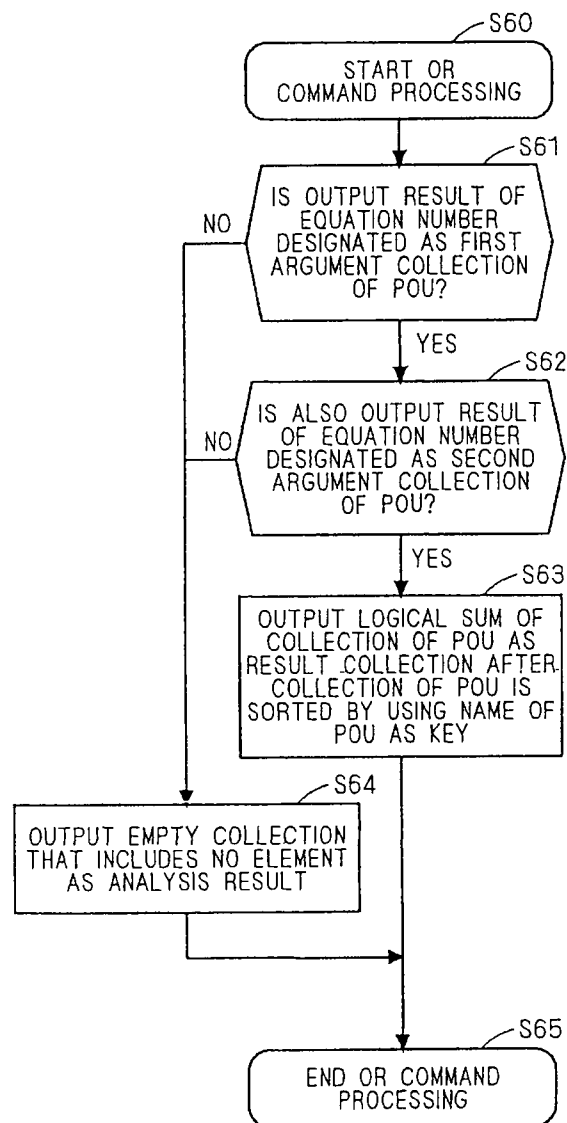 S60
START OR
COMMAND PROCESSING
S61
IS OUTPUT RESULT OF
EQUATION NUMBER
DESIGNATED AS FIRST
ARGUMENT COLLECTION
OF POU?
NO
YES
S62
IS ALSO OUTPUT RESULT
OF EQUATION NUMBER
DESIGNATED AS SECOND
ARGUMENT COLLECTION
OF POU?
NO
YES
S63
OUTPUT LOGICAL SUM OF
COLLECTION OF POU AS
RESULT COLLECTION AFTER
COLLECTION OF POU IS
SORTED BY USING NAME OF
POU AS KEY
S64
OUTPUT EMPTY COLLECTION
THAT INCLUDES NO ELEMENT
AS ANALYSIS RESULT
S65
END OR COMMAND
PROCESSING